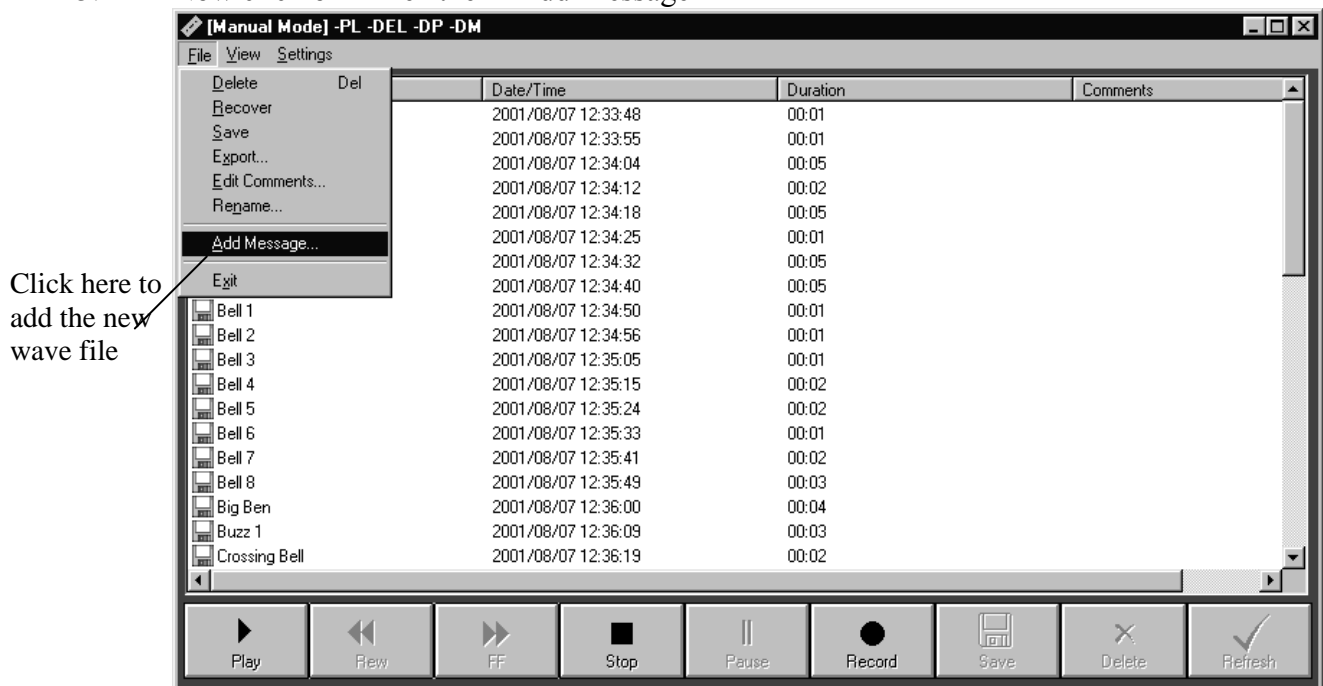 [Manual Mode] -PL -DEL -DP -DM
File View Settings
Delete Del
Recover
Save
Export...
Edit Comments...
Rename...
Add Message...
Exit
Click here to
add the new
wave file
Date/Time Duration Comments
2001/08/07 12:33:48 00:01
2001/08/07 12:33:55 00:01
2001/08/07 12:34:04 00:05
2001/08/07 12:34:12 00:02
2001/08/07 12:34:18 00:05
2001/08/07 12:34:25 00:01
2001/08/07 12:34:32 00:05
2001/08/07 12:34:40 00:05
Bell 1 2001/08/07 12:34:50 00:01
Bell 2 2001/08/07 12:34:56 00:01
Bell 3 2001/08/07 12:35:05 00:01
Bell 4 2001/08/07 12:35:15 00:02
Bell 5 2001/08/07 12:35:24 00:02
Bell 6 2001/08/07 12:35:33 00:01
Bell 7 2001/08/07 12:35:41 00:02
Bell 8 2001/08/07 12:35:49 00:03
Big Ben 2001/08/07 12:36:00 00:04
Buzz 1 2001/08/07 12:36:09 00:03
Crossing Bell 2001/08/07 12:36:19 00:02
Play Rew FF Stop Pause Record Save Delete Refresh